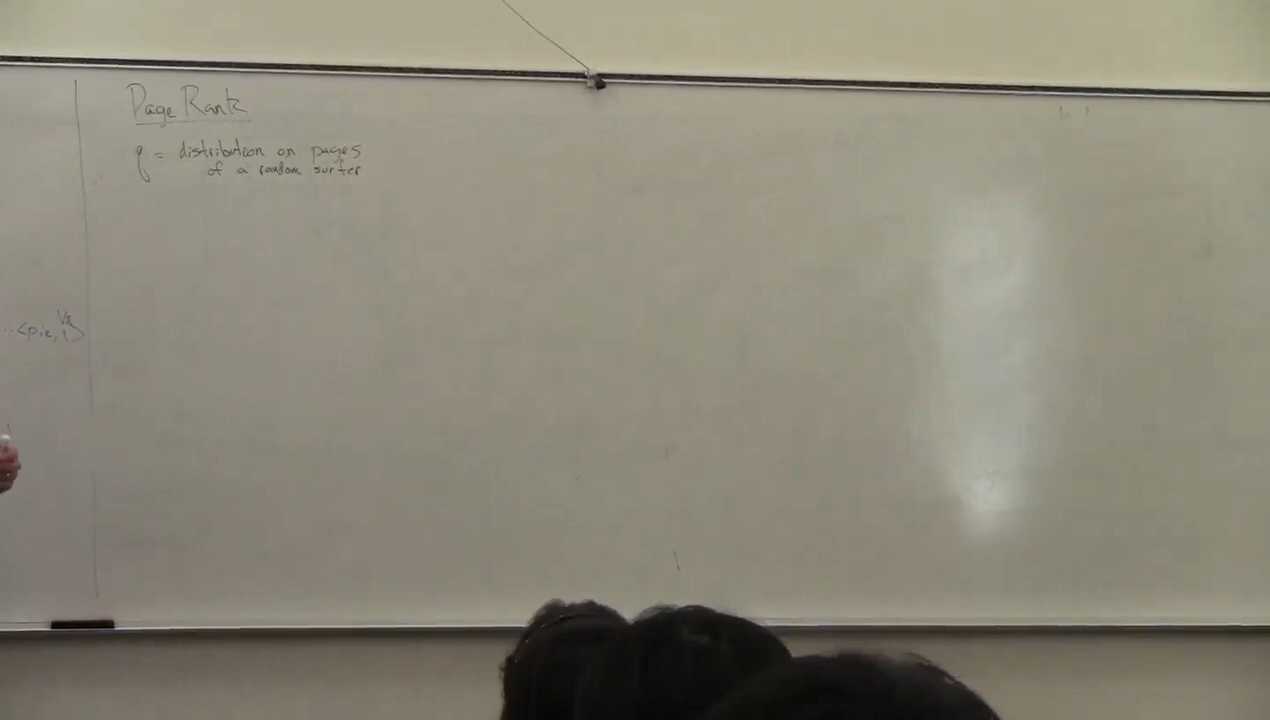 Page Rank
q = distribution on pages
of a random surfer